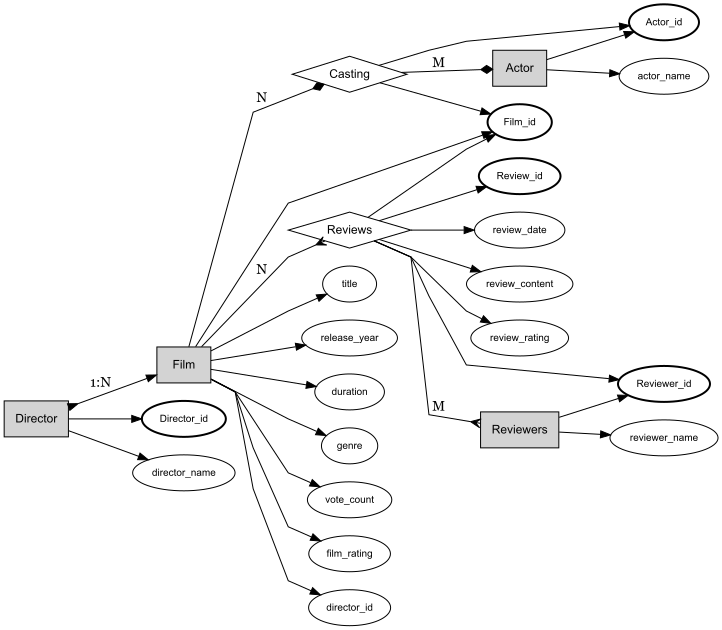 Actor_id
M
Casting
Actor
actor_name
N
Film_id
Review_id
Reviews
review_date
N
title
review_content
release_year
review_rating
Film
1:N
duration
Reviewer_id
M
Director
Director_id
Reviewers
reviewer_name
genre
director_name
vote_count
film_rating
director_id